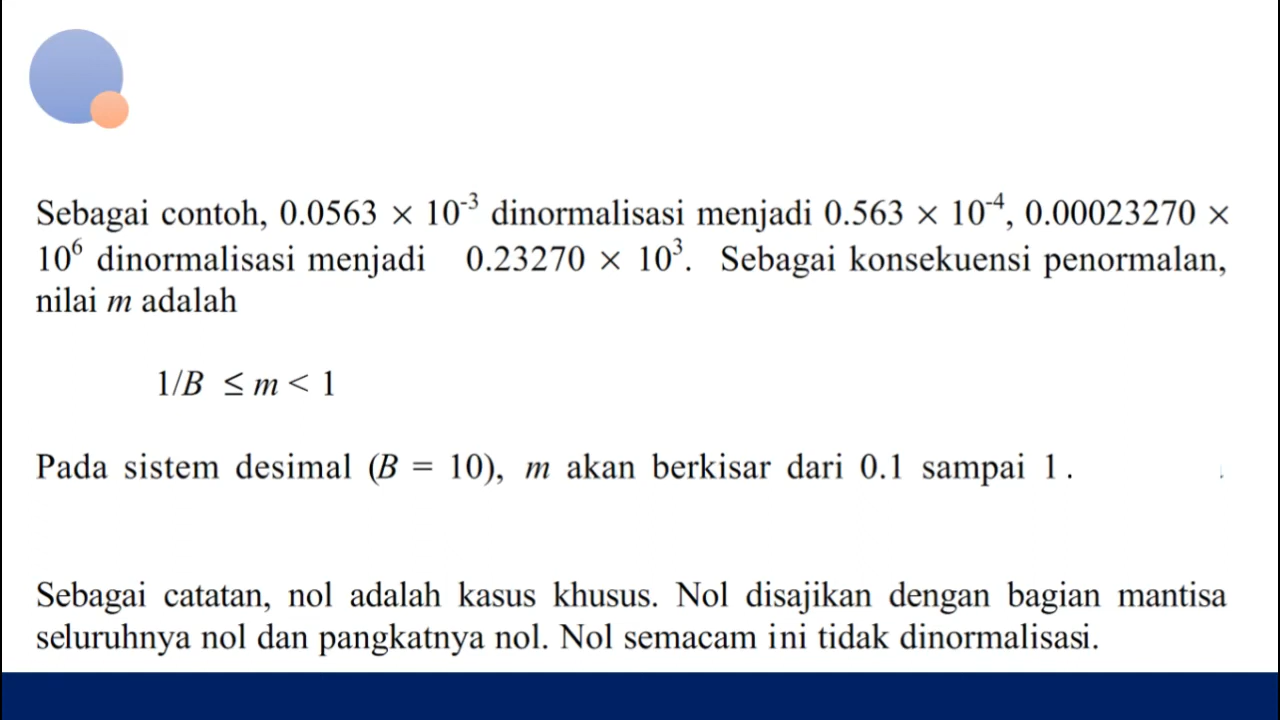 Sebagai contoh, 0.0563 × 10⁻³ dinormalisasi menjadi 0.563 × 10⁻⁴, 0.00023270 ×
10⁶ dinormalisasi menjadi 0.23270 × 10³. Sebagai konsekuensi penormalan,
nilai m adalah
1/B ≤ m < 1
Pada sistem desimal (B = 10), m akan berkisar dari 0.1 sampai 1 .
Sebagai catatan, nol adalah kasus khusus. Nol disajikan dengan bagian mantisa
seluruhnya nol dan pangkatnya nol. Nol semacam ini tidak dinormalisasi.